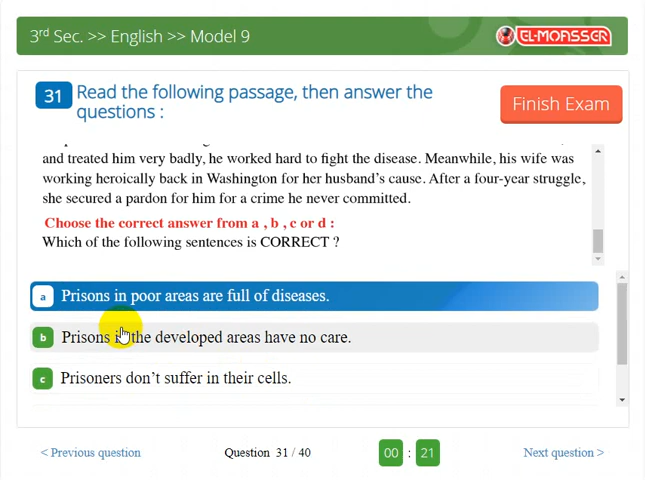 3rd Sec. >> English >> Model 9
EL-MOASSER
31 Read the following passage, then answer the
questions :
Finish Exam
and treated him very badly, he worked hard to fight the disease. Meanwhile, his wife was
working heroically back in Washington for her husband's cause. After a four-year struggle,
she secured a pardon for him for a crime he never committed.
Choose the correct answer from a , b , c or d :
Which of the following sentences is CORRECT ?
a Prisons in poor areas are full of diseases.
b Prisons in the developed areas have no care.
c Prisoners don't suffer in their cells.
< Previous question
Question 31 / 40
00 : 21
Next question >